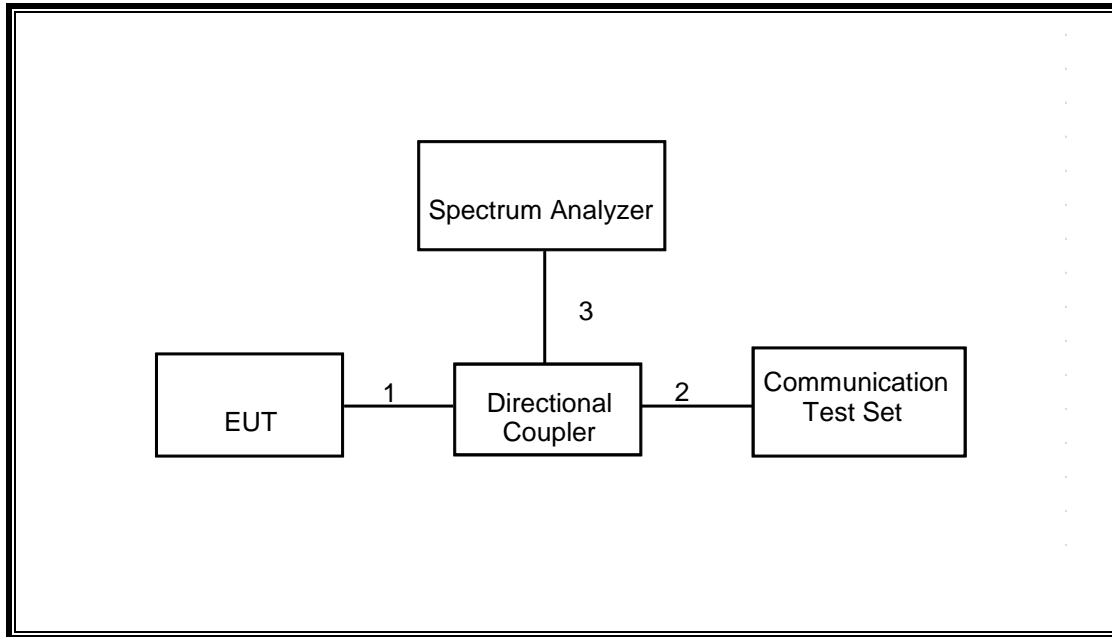 Spectrum Analyzer
3
EUT
1
Directional
Coupler
2
Communication
Test Set